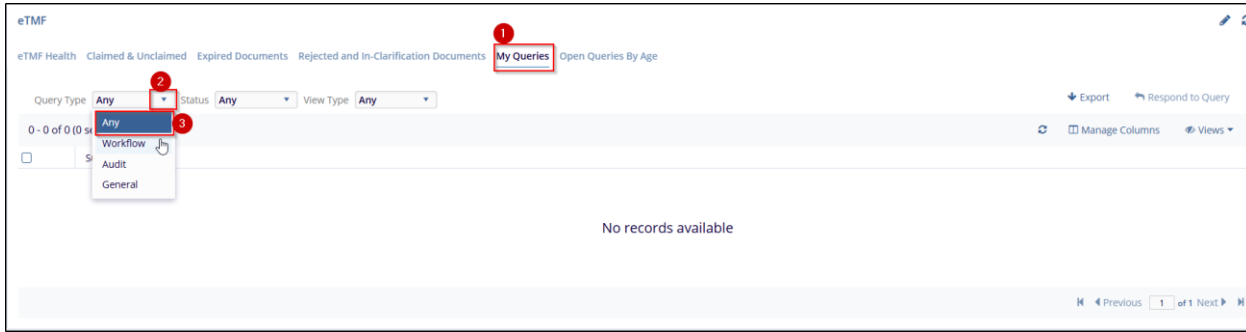 eTMF
1
eTMF Health Claimed & Unclaimed Expired Documents Rejected and In-Clarification Documents My Queries Open Queries By Age
2
Query Type Any Status Any View Type Any Export Respond to Query
Any 3
0 - 0 of 0 (0 Manage Columns Views
Workflow
Audit
General
No records available
Previous 1 of 1 Next